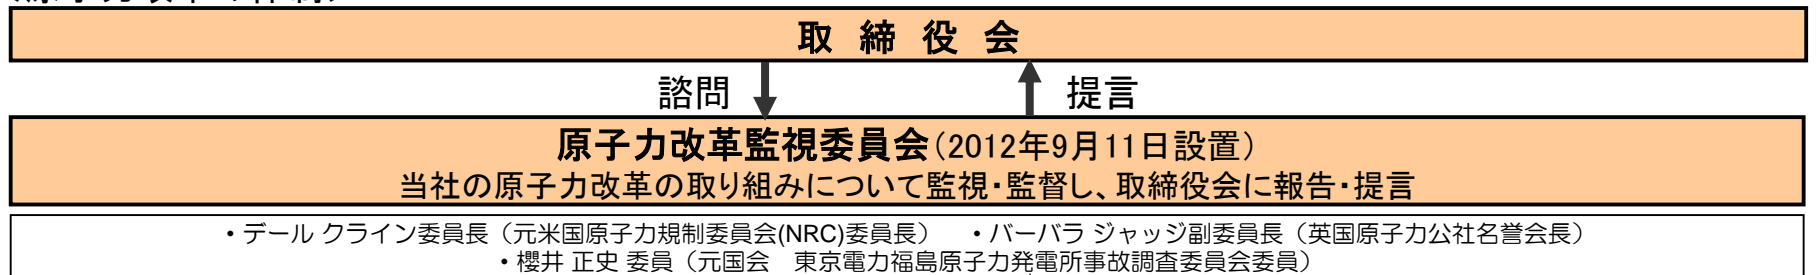 取 締 役 会
諮問 提言
原子力改革監視委員会（2012年9月11日設置）
当社の原子力改革の取り組みについて監視・監督し、取締役会に報告・提言
・デール クライン委員長（元米国原子力規制委員会(NRC)委員長） ・バーバラ ジャッジ副委員長（英国原子力公社名誉会長）
・櫻井 正史 委員（元国会　東京電力福島原子力発電所事故調査委員会委員）